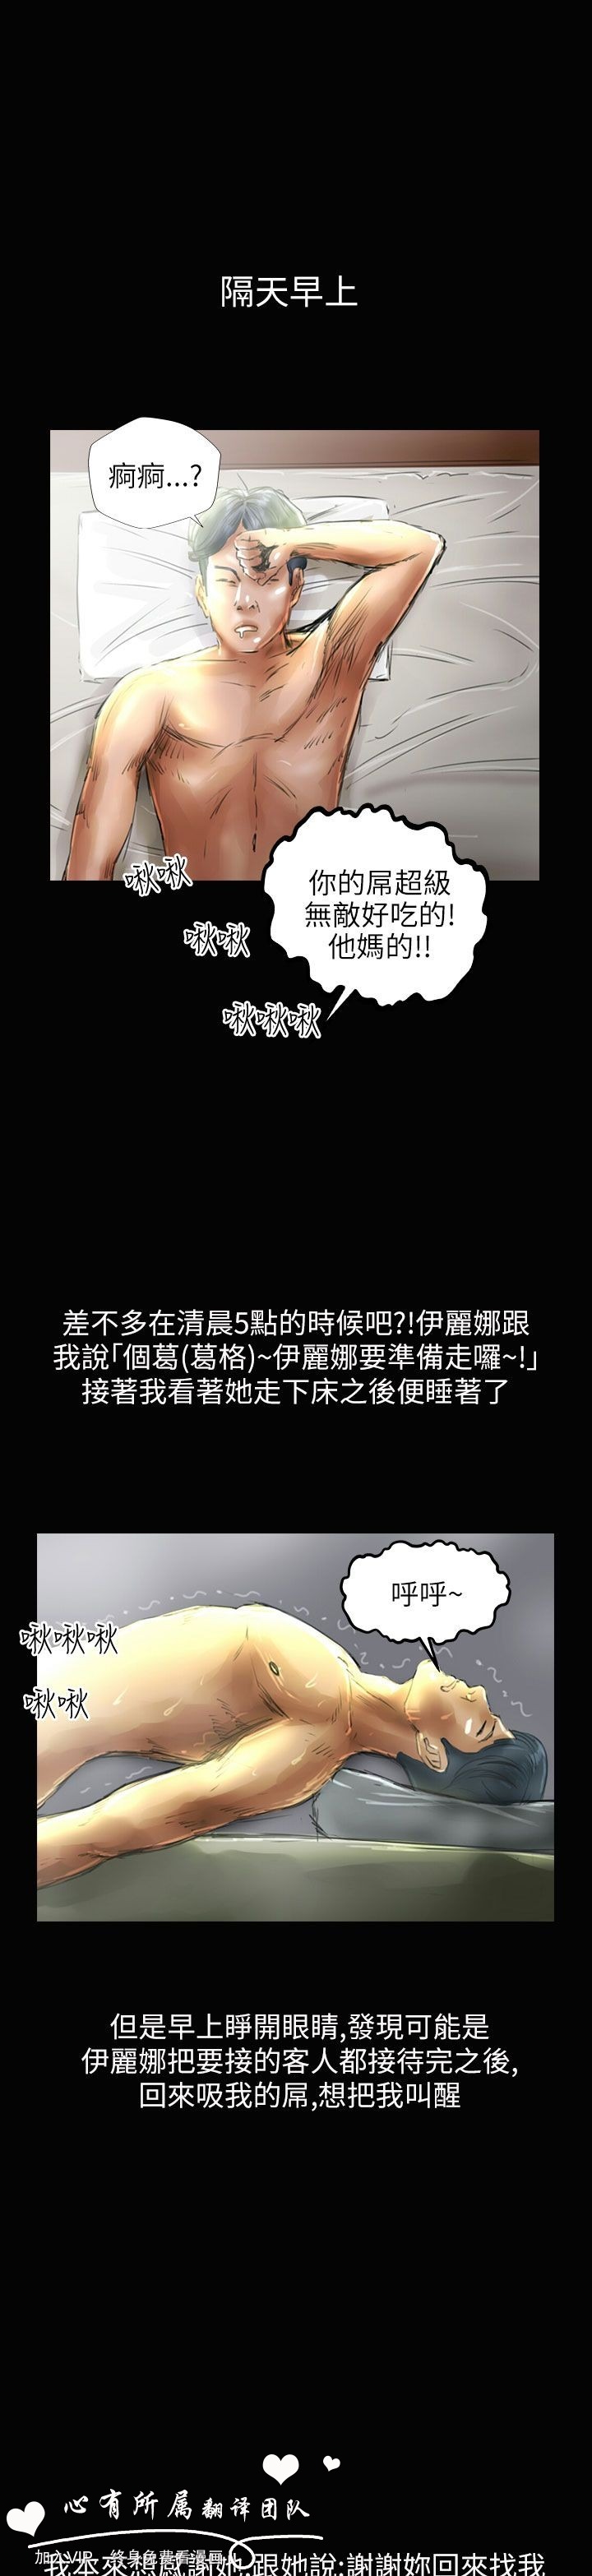 隔天早上
痾痾...?
啾啾
你的屌超級
無敵好吃的!
他媽的!!
啾啾
啾啾啾
差不多在清晨5點的時候吧?!伊麗娜跟
我說「個葛(葛格)~伊麗娜要準備走囉~!」
接著我看著她走下床之後便睡著了
呼呼~
啾啾啾
啾啾
但是早上睜開眼睛,發現可能是
伊麗娜把要接的客人都接待完之後,
回來吸我的屌,想把我叫醒
心有所属翻译团队
加入VIP 终身免费看漫画
我本來想感謝她,跟她說:謝謝妳回來找我